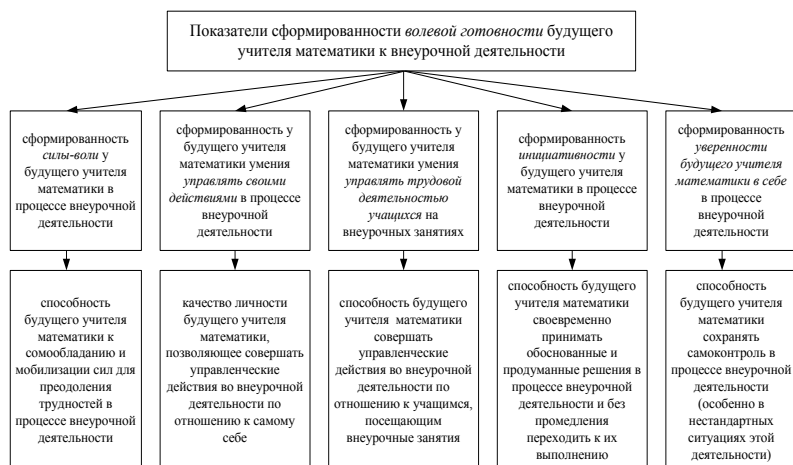 Показатели сформированности волевой готовности будущего
учителя математики к внеурочной деятельности
сформированность
силы-воли у
будущего учителя
математики в
процессе внеурочной
деятельности
сформированность у
будущего учителя
математики умения
управлять своими
действиями в процессе
внеурочной
деятельности
сформированность у
будущего учителя
математики умения
управлять трудовой
деятельностью
учащихся на
внеурочных занятиях
сформированность
инициативности у
будущего учителя
математики в процессе
внеурочной
деятельности
сформированность
уверенности
будущего учителя
математики в себе
в процессе
внеурочной
деятельности
способность
будущего учителя
математики к
сомообладанию и
мобилизации сил для
преодоления
трудностей в
процессе внеурочной
деятельности
качество личности
будущего учителя
математики,
позволяющее совершать
управленческие
действия во внеурочной
деятельности по
отношению к самому
себе
способность будущего
учителя математики
совершать
управленческие
действия во внеурочной
деятельности по
отношению к учащимся,
посещающим
внеурочные занятия
способность будущего
учителя математики
своевременно
принимать
обоснованные и
продуманные решения в
процессе внеурочной
деятельности и без
промедления
переходить к их
выполнению
способность
будущего учителя
математики
сохранять
самоконтроль в
процессе внеурочной
деятельности
(особенно в
нестандартных
ситуациях этой
деятельности)